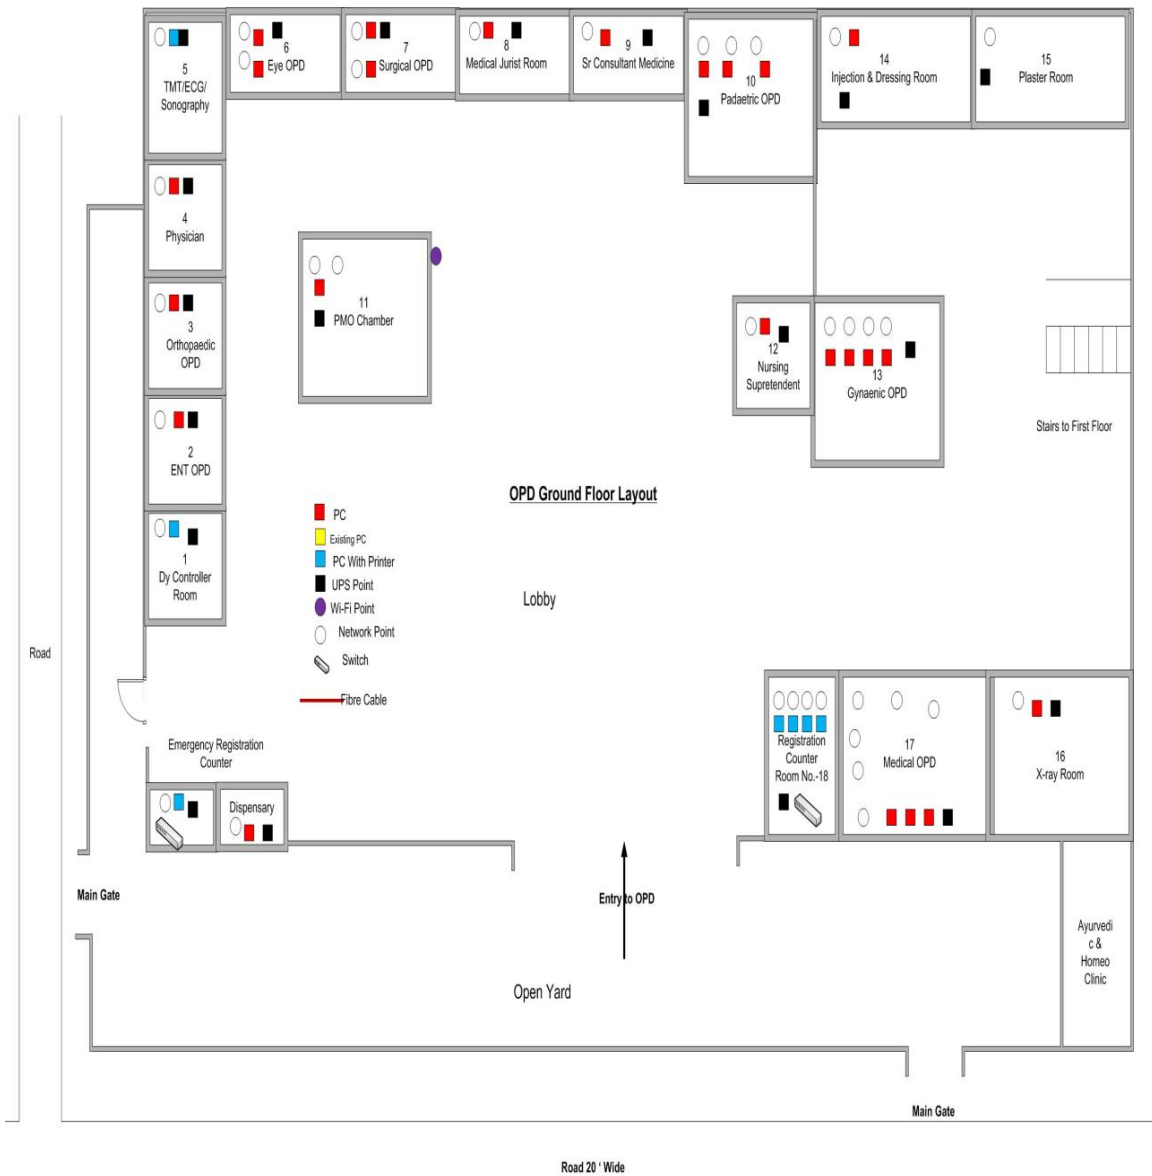 5
TMT/ECG/
Sonography
6
Eye OPD
7
Surgical OPD
8
Medical Jurist Room
9
Sr Consultant Medicine
10
Padaetric OPD
14
Injection & Dressing Room
15
Plaster Room
4
Physician
11
PMO Chamber
3
Orthopaedic
OPD
12
Nursing
Supretendent
13
Gynaenic OPD
Stairs to First Floor
2
ENT OPD
OPD Ground Floor Layout
PC
Existing PC
PC With Printer
UPS Point
Wi-Fi Point
Network Point
Switch
Fibre Cable
1
Dy Controller
Room
Lobby
Road
Emergency Registration
Counter
Dispensary
Registration
Counter
Room No.-18
17
Medical OPD
16
X-ray Room
Main Gate
Entry to OPD
Ayurvedi
c &
Homeo
Clinic
Open Yard
Main Gate
Road 20 ' Wide